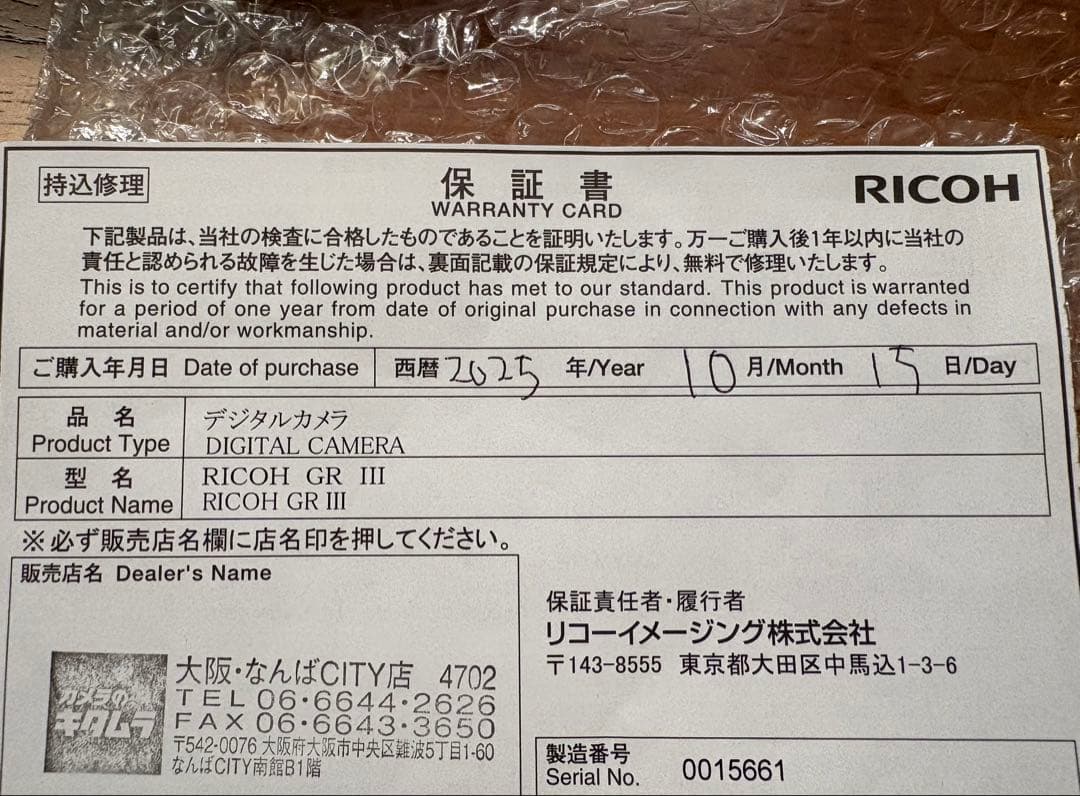 持込修理
保証書
WARRANTY CARD
RICOH
下記製品は、当社の検査に合格したものであることを証明いたします。万一ご購入後1年以内に当社の
責任と認められる故障を生じた場合は、裏面記載の保証規定により、無料で修理いたします。
This is to certify that following product has met to our standard. This product is warranted
for a period of one year from date of original purchase in connection with any defects in
material and/or workmanship.
ご購入年月日 Date of purchase 西暦 2025 年/Year 10 月/Month 15 日/Day
品名 デジタルカメラ
Product Type DIGITAL CAMERA
型名 RICOH GR III
Product Name RICOH GR III
※必ず販売店名欄に店名印を押してください。
販売店名 Dealer's Name
カメラの
キタムラ
大阪・なんばCITY店 4702
TEL 06・6644・2626
FAX 06・6643・3650
〒542-0076 大阪府大阪市中央区難波5丁目1-60
なんばCITY南館B1階
保証責任者・履行者
リコーイメージング株式会社
〒143-8555 東京都大田区中馬込1-3-6
製造番号
Serial No. 0015661